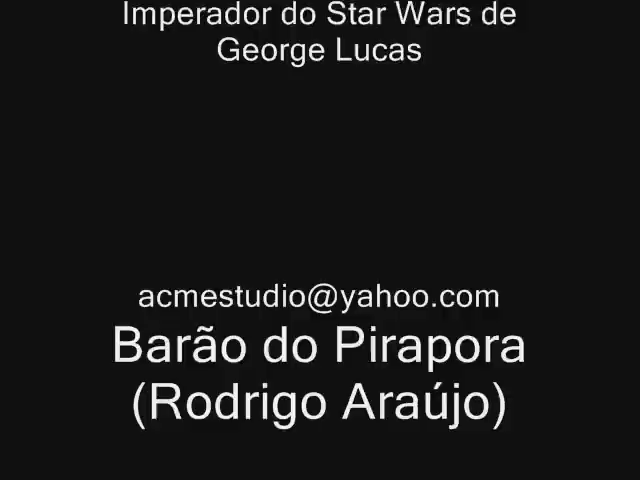 Imperador do Star Wars de
George Lucas
acmestudio@yahoo.com
Barão do Pirapora
(Rodrigo Araújo)